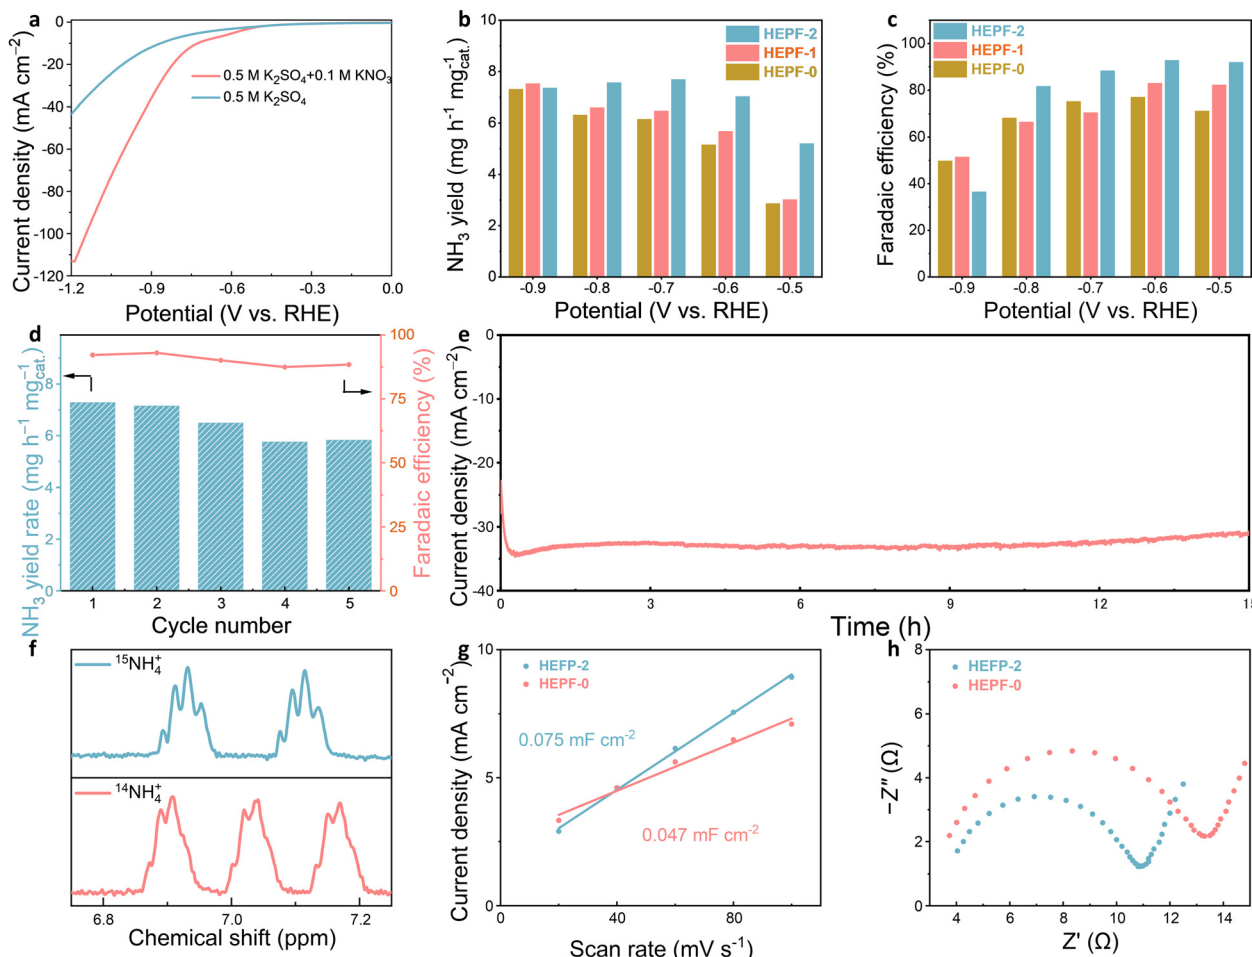 a
Current density (mA cm⁻²)
0
-20
-40
-60
-80
-100
-120
0.5 M K₂SO₄+0.1 M KNO₃
0.5 M K₂SO₄
-1.2 -0.9 -0.6 -0.3 0.0
Potential (V vs. RHE)
b
NH₃ yield (mg h⁻¹ mg⁻¹cat.)
10
8
6
4
2
0
HEPF-2
HEPF-1
HEPF-0
-0.9 -0.8 -0.7 -0.6 -0.5
Potential (V vs. RHE)
c
Faradaic efficiency (%)
100
80
60
40
20
0
HEPF-2
HEPF-1
HEPF-0
-0.9 -0.8 -0.7 -0.6 -0.5
Potential (V vs. RHE)
d
NH₃ yield rate (mg h⁻¹ mg⁻¹cat.)
8
6
4
2
0
100
75
50
25
0
Faradaic efficiency (%)
1 2 3 4 5
Cycle number
e
Current density (mA cm⁻²)
0
-10
-20
-30
-40
0 3 6 9 12 15
Time (h)
f
¹⁵NH₄⁺
¹⁴NH₄⁺
6.8 7.0 7.2
Chemical shift (ppm)
g
Current density (mA cm⁻²)
10
5
0
HEFP-2
HEPF-0
0.075 mF cm⁻²
0.047 mF cm⁻²
0 40 80
Scan rate (mV s⁻¹)
h
−Z" (Ω)
8
6
4
2
0
HEFP-2
HEPF-0
4 6 8 10 12 14
Z' (Ω)